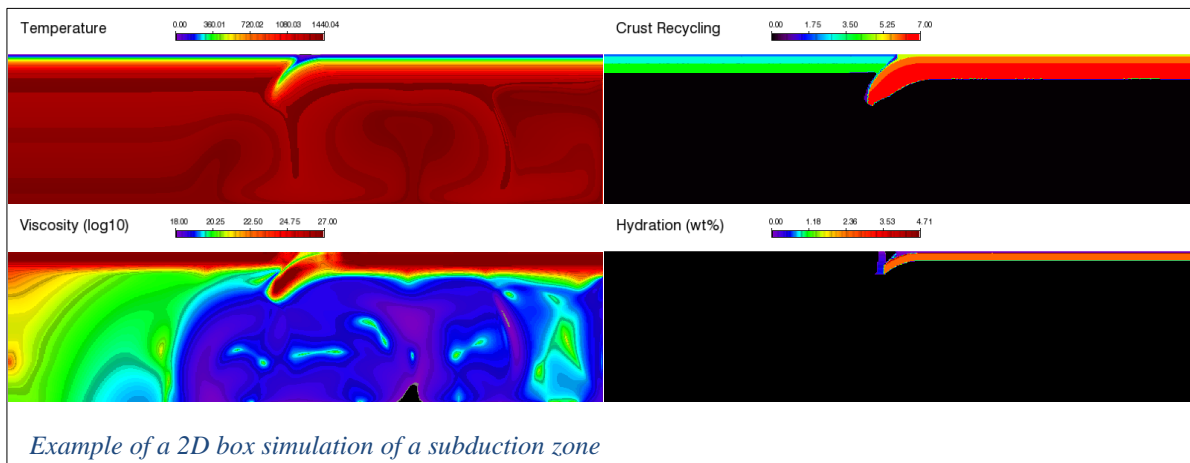 Temperature
0.00 360.01 720.02 1080.03 1440.04
Crust Recycling
0.00 1.75 3.50 5.25 7.00
Viscosity (log10)
18.00 20.25 22.50 24.75 27.00
Hydration (wt%)
0.00 1.18 2.36 3.53 4.71
Example of a 2D box simulation of a subduction zone